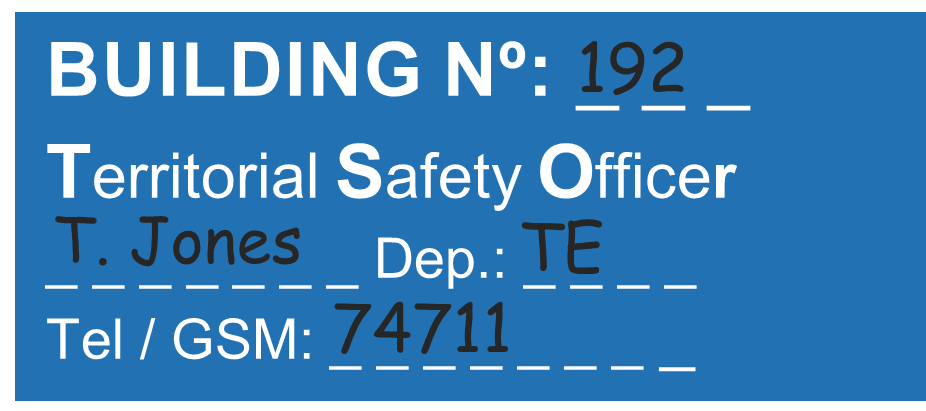 BUILDING Nº: 192
Territorial Safety Officer
T. Jones Dep.: TE
Tel / GSM: 74711